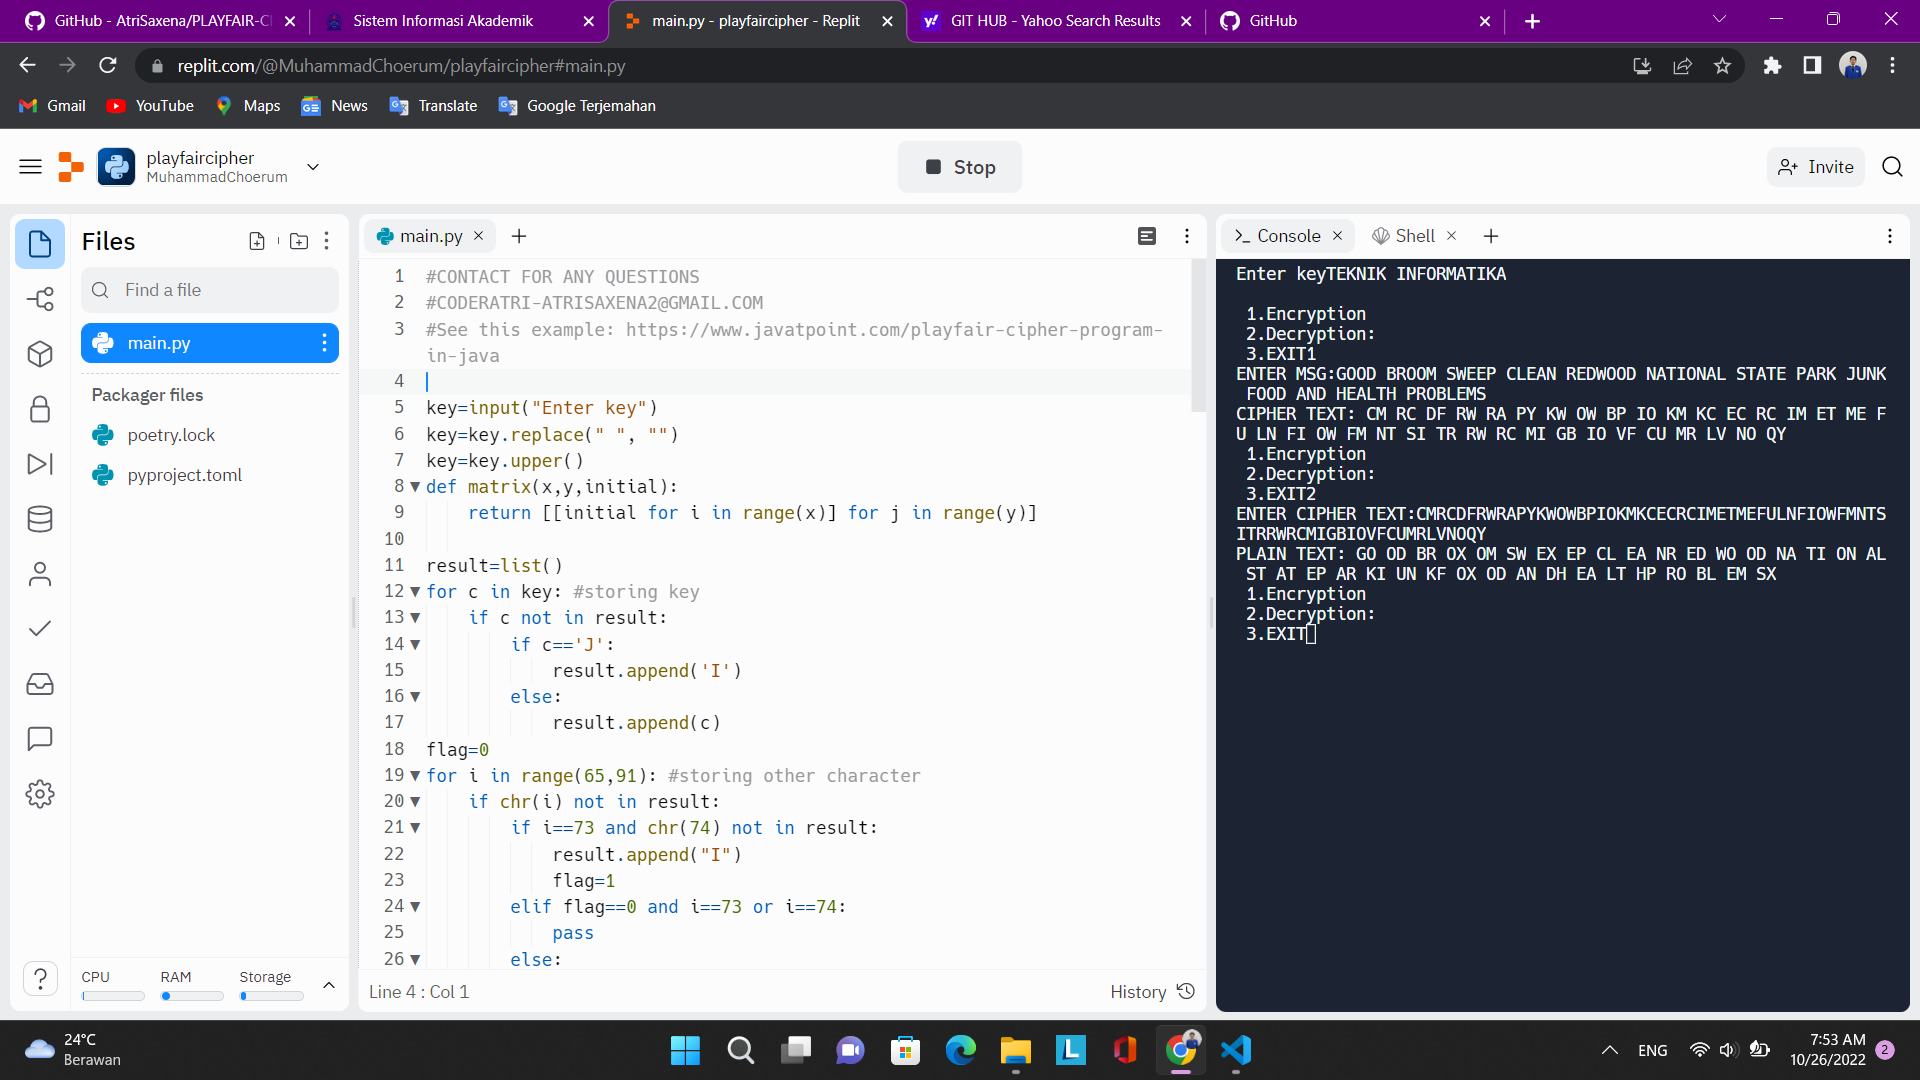 GitHub - AtriSaxena/PLAYFAIR-CI
Sistem Informasi Akademik
main.py - playfaircipher - Replit
GIT HUB - Yahoo Search Results
GitHub
replit.com/@MuhammadChoerum/playfaircipher#main.py
Gmail
YouTube
Maps
News
Translate
Google Terjemahan
playfaircipher
MuhammadChoerum
Stop
Invite
Files
Find a file
main.py
Packager files
poetry.lock
pyproject.toml
CPU
RAM
Storage
main.py
1 #CONTACT FOR ANY QUESTIONS
2 #CODERATRI-ATRISAXENA2@GMAIL.COM
3 #See this example: https://www.javatpoint.com/playfair-cipher-program-
in-java
4
5 key=input("Enter key")
6 key=key.replace(" ", "")
7 key=key.upper()
8 def matrix(x,y,initial):
9 return [[initial for i in range(x)] for j in range(y)]
10
11 result=list()
12 for c in key: #storing key
13 if c not in result:
14 if c=='J':
15 result.append('I')
16 else:
17 result.append(c)
18 flag=0
19 for i in range(65,91): #storing other character
20 if chr(i) not in result:
21 if i==73 and chr(74) not in result:
22 result.append("I")
23 flag=1
24 elif flag==0 and i==73 or i==74:
25 pass
26 else:
Line 4 : Col 1
History
Console
Shell
Enter keyTEKNIK INFORMATIKA
1.Encryption
2.Decryption:
3.EXIT1
ENTER MSG:GOOD BROOM SWEEP CLEAN REDWOOD NATIONAL STATE PARK JUNK
FOOD AND HEALTH PROBLEMS
CIPHER TEXT: CM RC DF RW RA PY KW OW BP IO KM KC EC RC IM ET ME F
U LN FI OW FM NT SI TR RW RC MI GB IO VF CU MR LV NO QY
1.Encryption
2.Decryption:
3.EXIT2
ENTER CIPHER TEXT:CMRCDFRWRAPYKWOWBPIOKMKCECRCIMETMEFULNFIOWFMNTS
ITRRWRCMIGBIOVFCUMRLVNOQY
PLAIN TEXT: GO OD BR OX OM SW EX EP CL EA NR ED WO OD NA TI ON AL
ST AT EP AR KI UN KF OX OD AN DH EA LT HP RO BL EM SX
1.Encryption
2.Decryption:
3.EXIT
24°C
Berawan
ENG
7:53 AM
10/26/2022
2